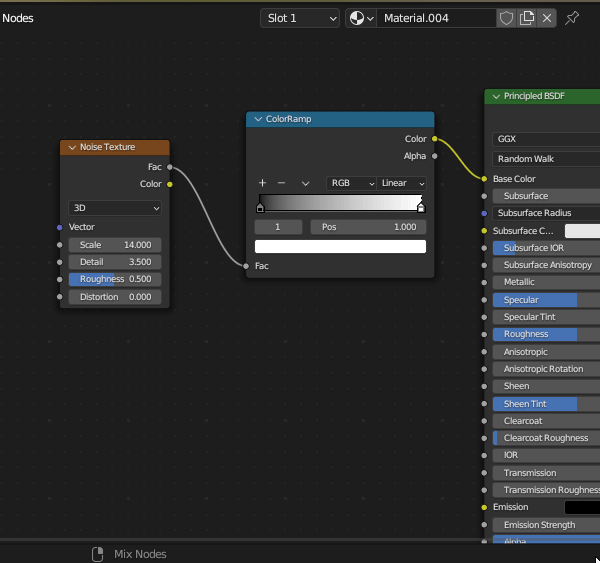 Nodes
Slot 1
Material.004
Principled BSDF
ColorRamp
GGX
Color
Noise Texture
Random Walk
Alpha
Fac
Base Color
Color
RGB
Linear
Subsurface
3D
Subsurface Radius
Vector
1
Pos
1.000
Subsurface C...
Scale
14.000
Subsurface IOR
Detail
3.500
Fac
Subsurface Anisotropy
Roughness
0.500
Metallic
Distortion
0.000
Specular
Specular Tint
Roughness
Anisotropic
Anisotropic Rotation
Sheen
Sheen Tint
Clearcoat
Clearcoat Roughness
IOR
Transmission
Transmission Roughness
Emission
Emission Strength
Alpha
Mix Nodes